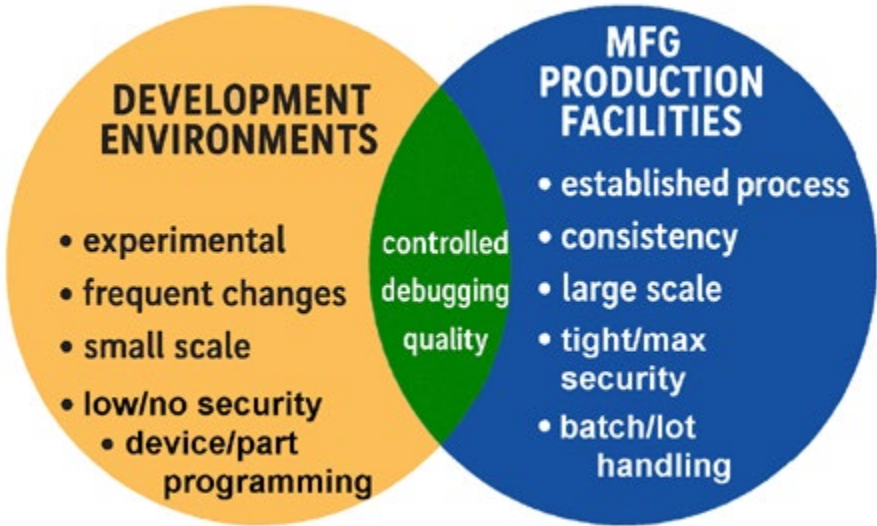 DEVELOPMENT
ENVIRONMENTS
• experimental
• frequent changes
• small scale
• low/no security
• device/part
programming
controlled
debugging
quality
MFG
PRODUCTION
FACILITIES
• established process
• consistency
• large scale
• tight/max
security
• batch/lot
handling